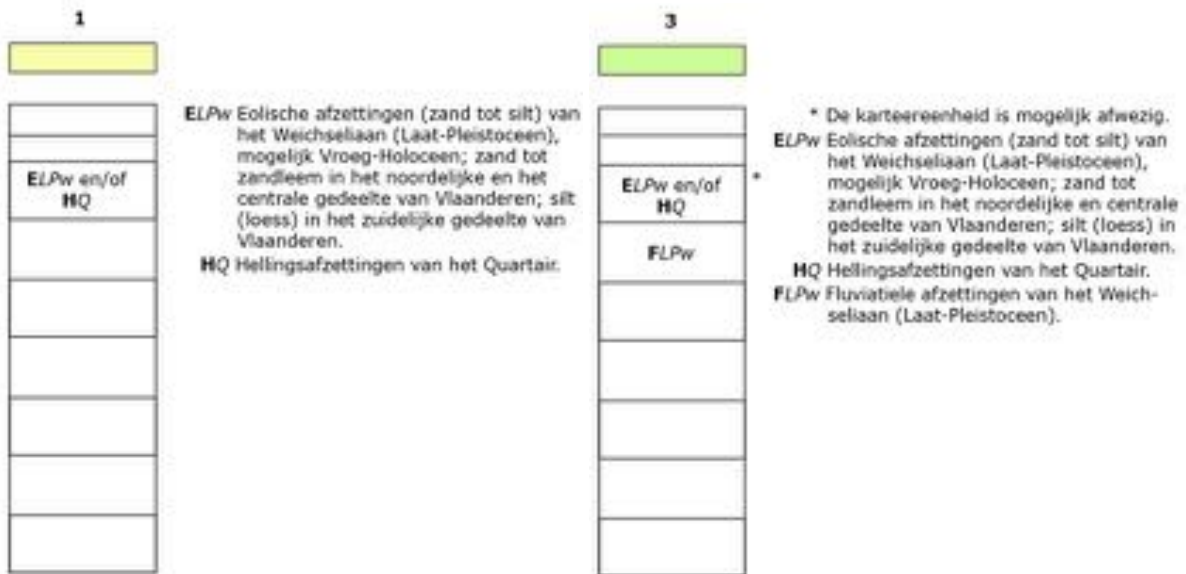 1
ELPw en/of
HQ
ELPw Eolische afzettingen (zand tot silt) van
het Weichseliaan (Laat-Pleistoceen),
mogelijk Vroeg-Holoceen; zand tot
zandleem in het noordelijke en het
centrale gedeelte van Vlaanderen; silt
(loess) in het zuidelijke gedeelte van
Vlaanderen.
HQ Hellingsafzettingen van het Quartair.
3
ELPw en/of
HQ
*
FLPw
* De karteereenheid is mogelijk afwezig.
ELPw Eolische afzettingen (zand tot silt) van
het Weichseliaan (Laat-Pleistoceen),
mogelijk Vroeg-Holoceen; zand tot
zandleem in het noordelijke en centrale
gedeelte van Vlaanderen; silt (loess) in
het zuidelijke gedeelte van Vlaanderen.
HQ Hellingsafzettingen van het Quartair.
FLPw Fluviatiele afzettingen van het Weich-
seliaan (Laat-Pleistoceen).